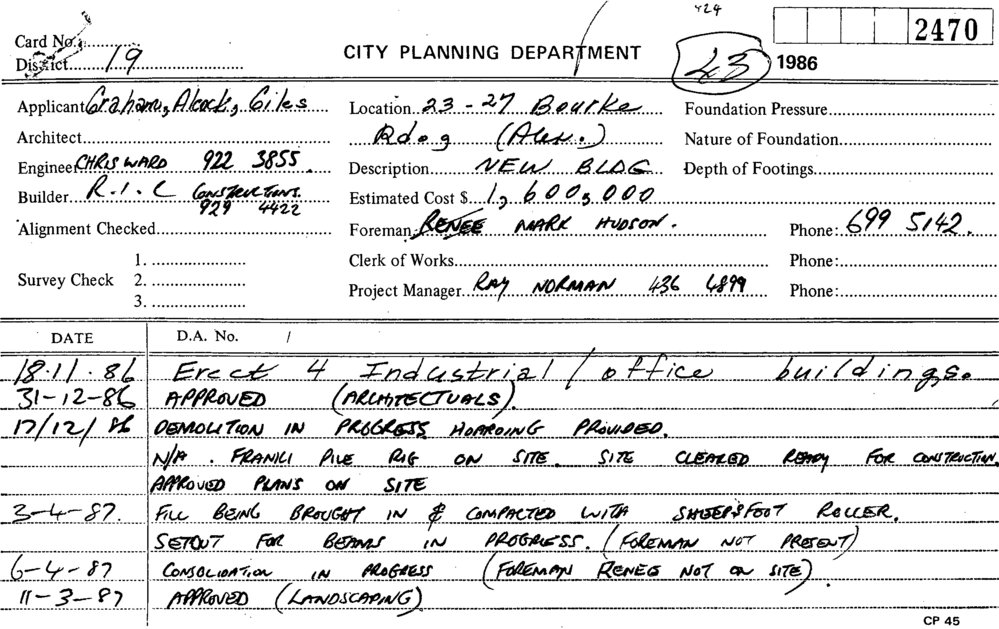 424
2470
Card No.
District 19
CITY PLANNING DEPARTMENT
43
1986
Applicant Graham, Alcock, Giles
Location 23 - 27 Bourke
Foundation Pressure
Architect
Rdog (Alex.)
Nature of Foundation
Engineer CHRIS WARD 922 3855
Description NEW BLDG
Depth of Footings
Builder R.I.C CONSTRUCTIONS. 929 4422
Estimated Cost $ 1,600,000
Alignment Checked
Foreman RENEE MARK HUDSON.
Phone: 699 5142.
Clerk of Works
Phone:
Survey Check 1. 2. 3.
Project Manager RAY NORMAN 436 4899
Phone:
DATE D.A. No. /
18.11.86 Erect 4 Industrial / office buildings.
31-12-86 APPROVED (ARCHITECTUALS).
17/12/86 DEMOLITION IN PROGRESS HOARDING PROVIDED.
N/A. FRANKI PILE RIG ON SITE. SITE CLEARED READY FOR CONSTRUCTION.
APPROVED PLANS ON SITE
3-4-87. FILL BEING BROUGHT IN & COMPACTED WITH SHEEPSFOOT ROLLER.
SETOUT FOR BEAMS IN PROGRESS. (FOREMAN NOT PRESENT)
6-4-87 CONSOLIDATION IN PROGRESS (FOREMAN RENEE NOT ON SITE)
11-3-87 APPROVED (LANDSCAPING)
CP 45